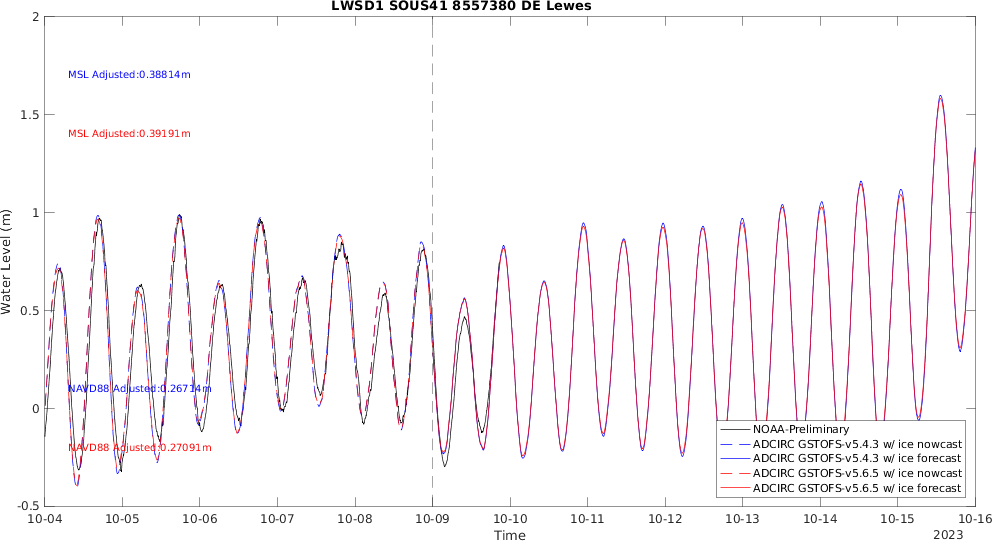 LWSD1 SOUS41 8557380 DE Lewes
2
1.5
1
0.5
0
-0.5
Water Level (m)
MSL Adjusted:0.38814m
MSL Adjusted:0.39191m
NAVD88 Adjusted:0.26714m
NAVD88 Adjusted:0.27091m
NOAA-Preliminary
ADCIRC GSTOFS-v5.4.3 w/ ice nowcast
ADCIRC GSTOFS-v5.4.3 w/ ice forecast
ADCIRC GSTOFS-v5.6.5 w/ ice nowcast
ADCIRC GSTOFS-v5.6.5 w/ ice forecast
10-04 10-05 10-06 10-07 10-08 10-09 10-10 10-11 10-12 10-13 10-14 10-15 10-16
Time
2023